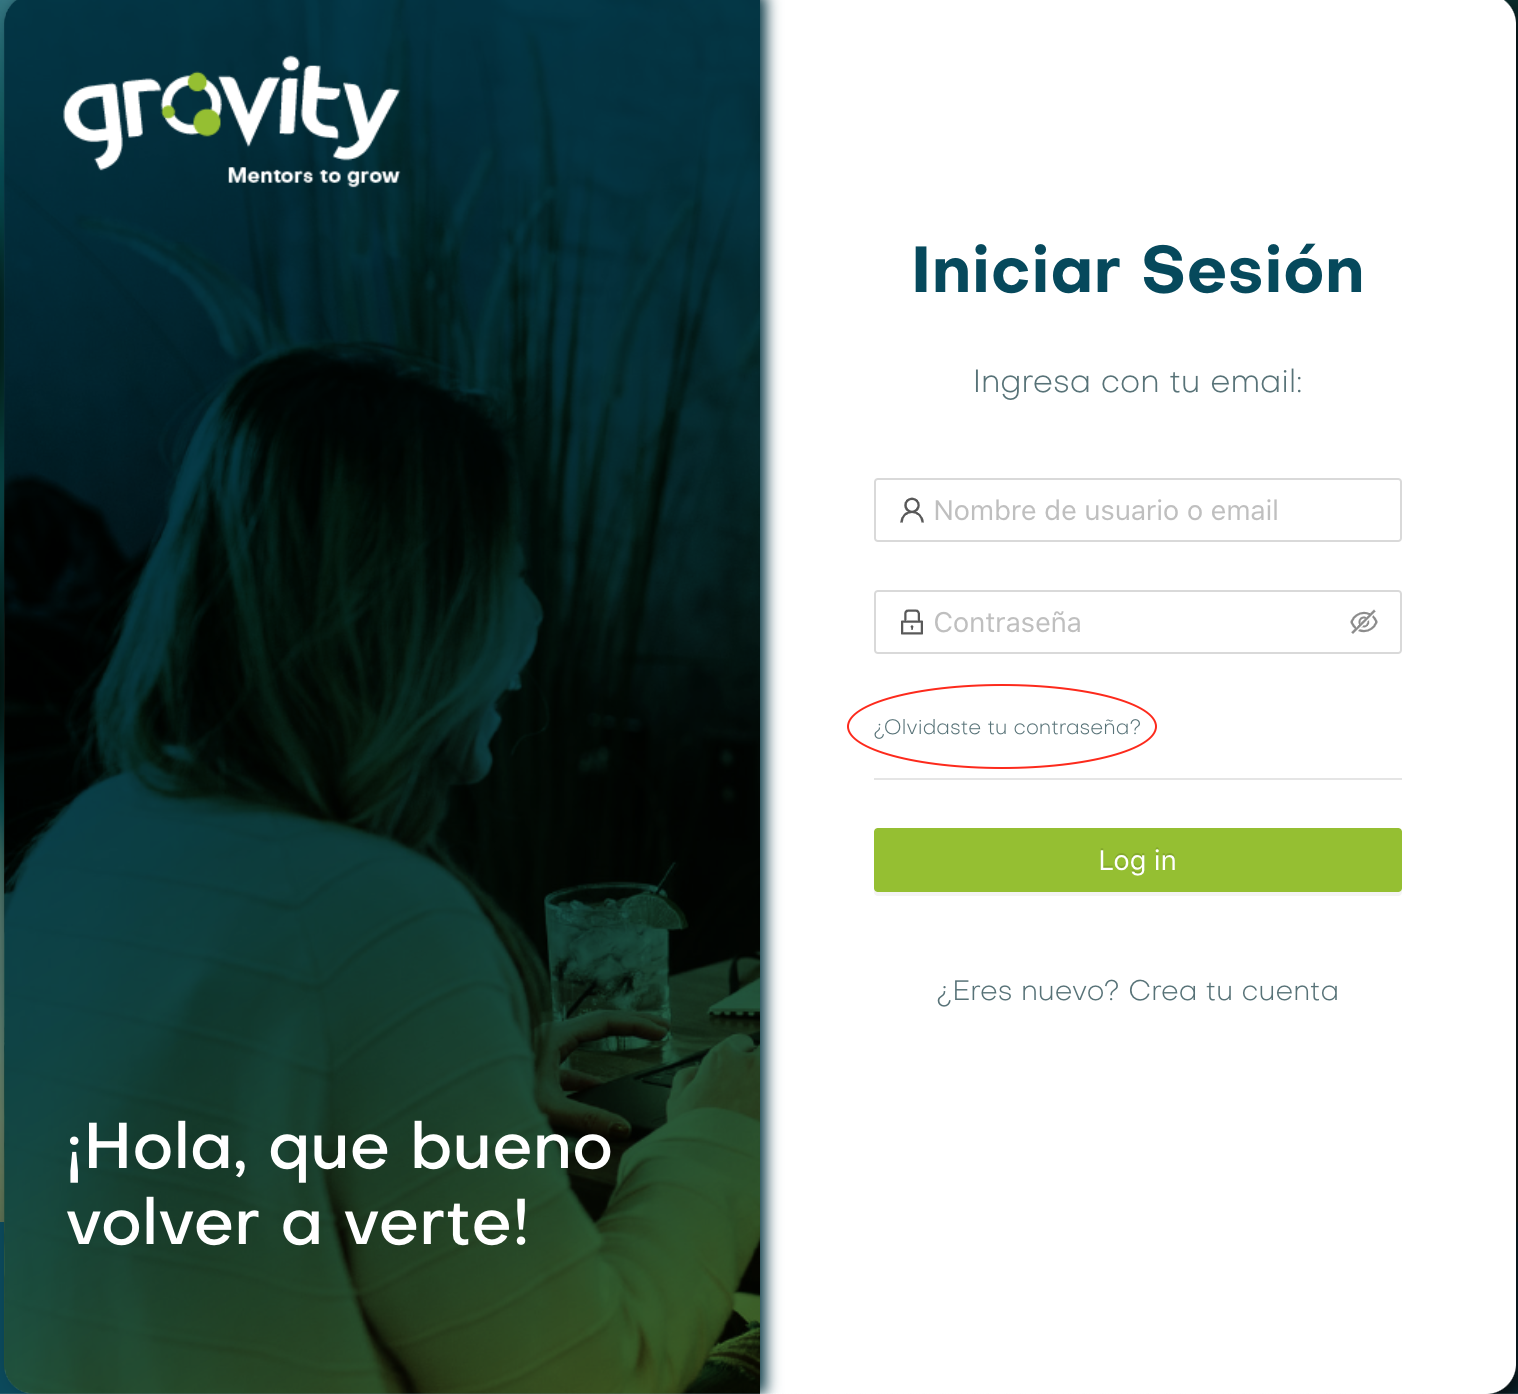 grovity
Mentors to grow
¡Hola, que bueno
volver a verte!
Iniciar Sesión
Ingresa con tu email:
Nombre de usuario o email
Contraseña
¿Olvidaste tu contraseña?
Log in
¿Eres nuevo? Crea tu cuenta